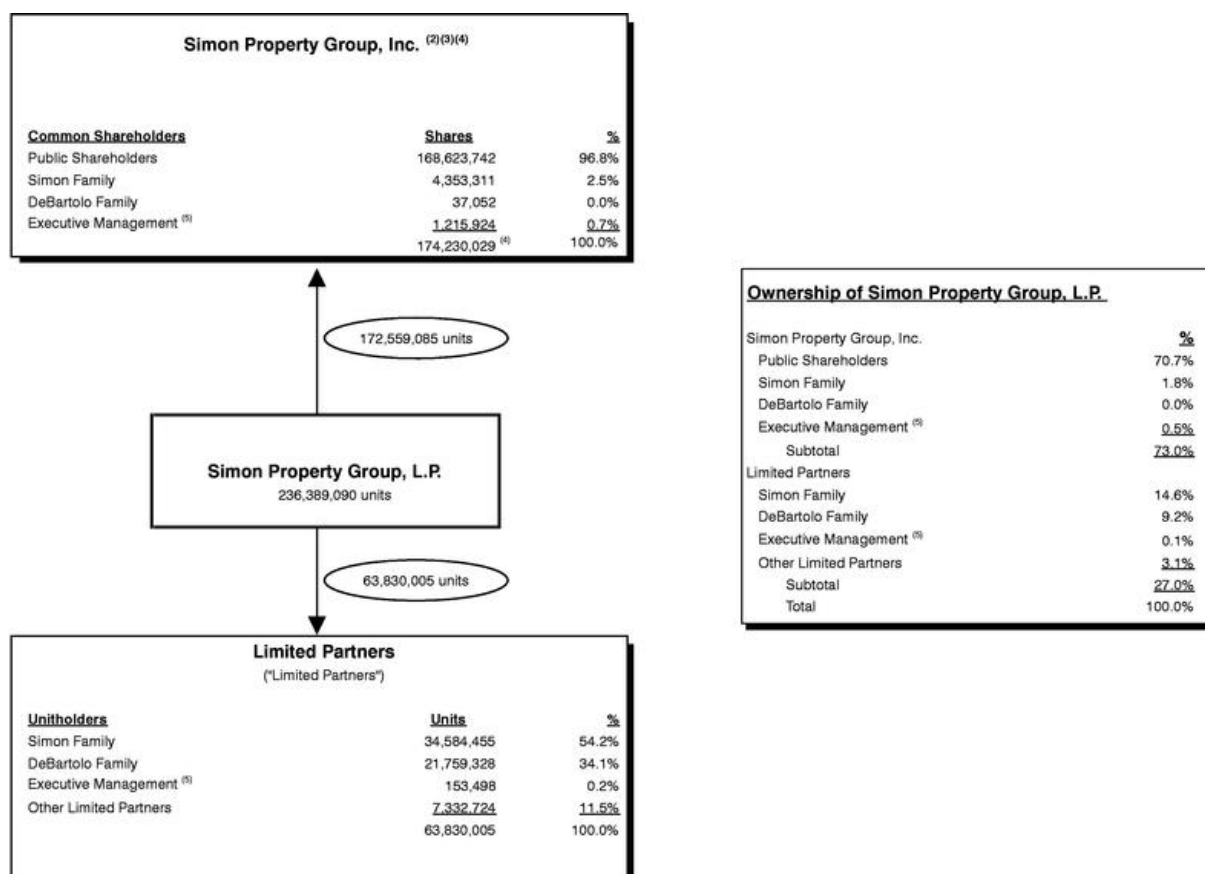 Simon Property Group, Inc. (2)(3)(4)
Common Shareholders Shares %
Public Shareholders 168,623,742 96.8%
Simon Family 4,353,311 2.5%
DeBartolo Family 37,052 0.0%
Executive Management (5) 1,215,924 0.7%
174,230,029 (4) 100.0%
172,559,085 units
Simon Property Group, L.P.
236,389,090 units
63,830,005 units
Limited Partners
("Limited Partners")
Unitholders Units %
Simon Family 34,584,455 54.2%
DeBartolo Family 21,759,328 34.1%
Executive Management (5) 153,498 0.2%
Other Limited Partners 7,332,724 11.5%
63,830,005 100.0%
Ownership of Simon Property Group, L.P.
Simon Property Group, Inc. %
Public Shareholders 70.7%
Simon Family 1.8%
DeBartolo Family 0.0%
Executive Management (5) 0.5%
Subtotal 73.0%
Limited Partners
Simon Family 14.6%
DeBartolo Family 9.2%
Executive Management (5) 0.1%
Other Limited Partners 3.1%
Subtotal 27.0%
Total 100.0%